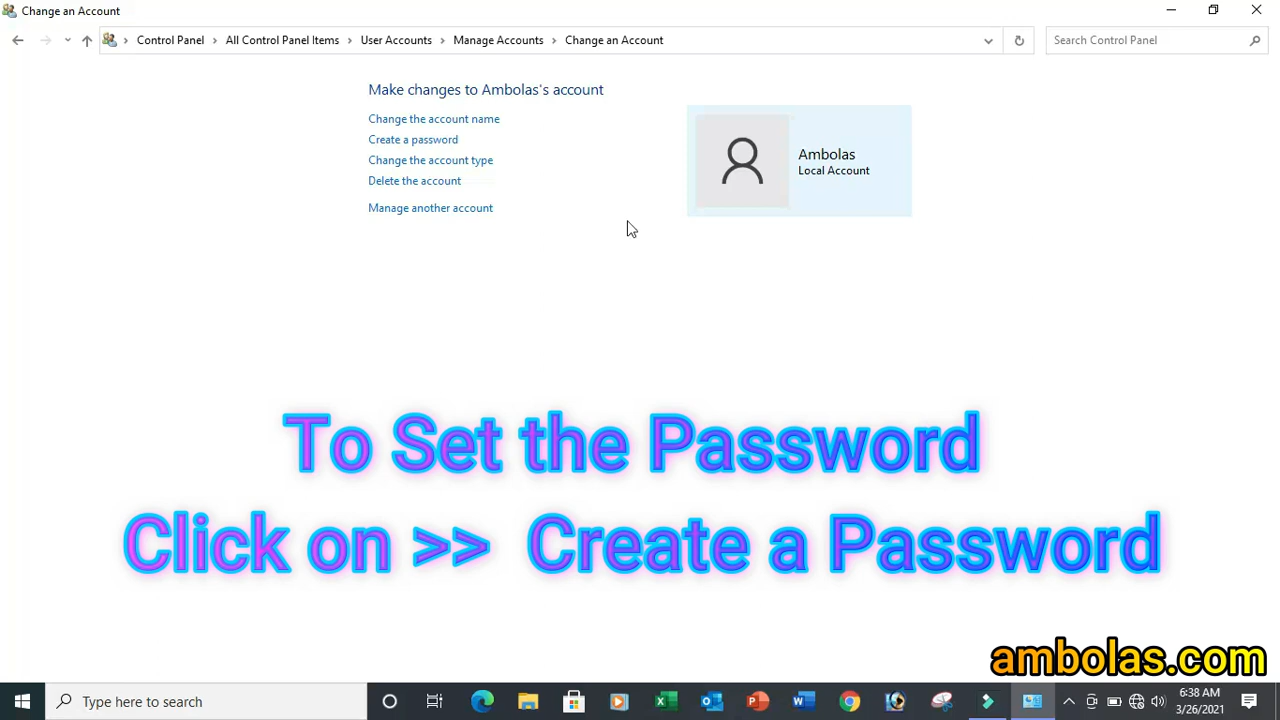 Change an Account
Control Panel > All Control Panel Items > User Accounts > Manage Accounts > Change an Account
Search Control Panel
Make changes to Ambolas's account
Change the account name
Create a password
Change the account type
Delete the account
Manage another account
Ambolas
Local Account
To Set the Password
Click on >> Create a Password
ambolas.com
Type here to search
6:38 AM
3/26/2021